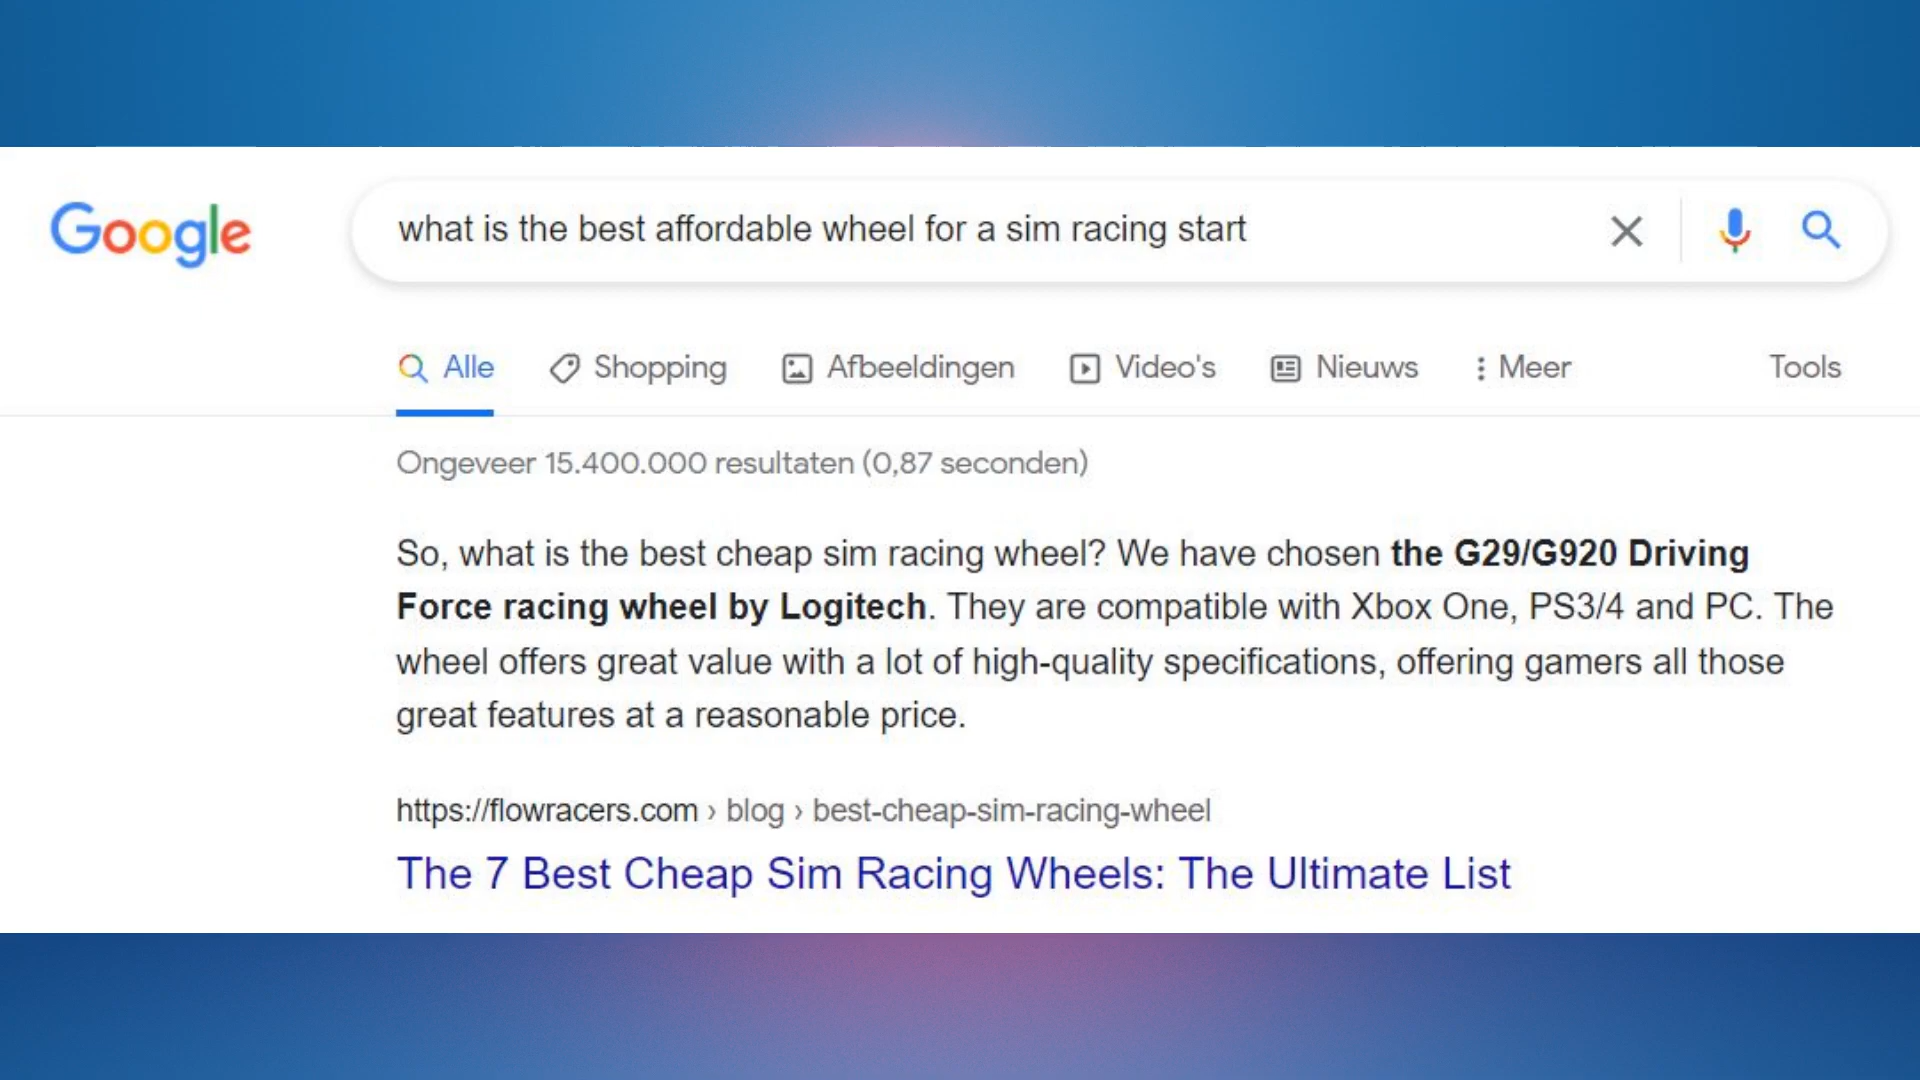 Google
what is the best affordable wheel for a sim racing start
Alle Shopping Afbeeldingen Video's Nieuws Meer Tools
Ongeveer 15.400.000 resultaten (0,87 seconden)
So, what is the best cheap sim racing wheel? We have chosen the G29/G920 Driving
Force racing wheel by Logitech. They are compatible with Xbox One, PS3/4 and PC. The
wheel offers great value with a lot of high-quality specifications, offering gamers all those
great features at a reasonable price.
https://flowracers.com › blog › best-cheap-sim-racing-wheel
The 7 Best Cheap Sim Racing Wheels: The Ultimate List